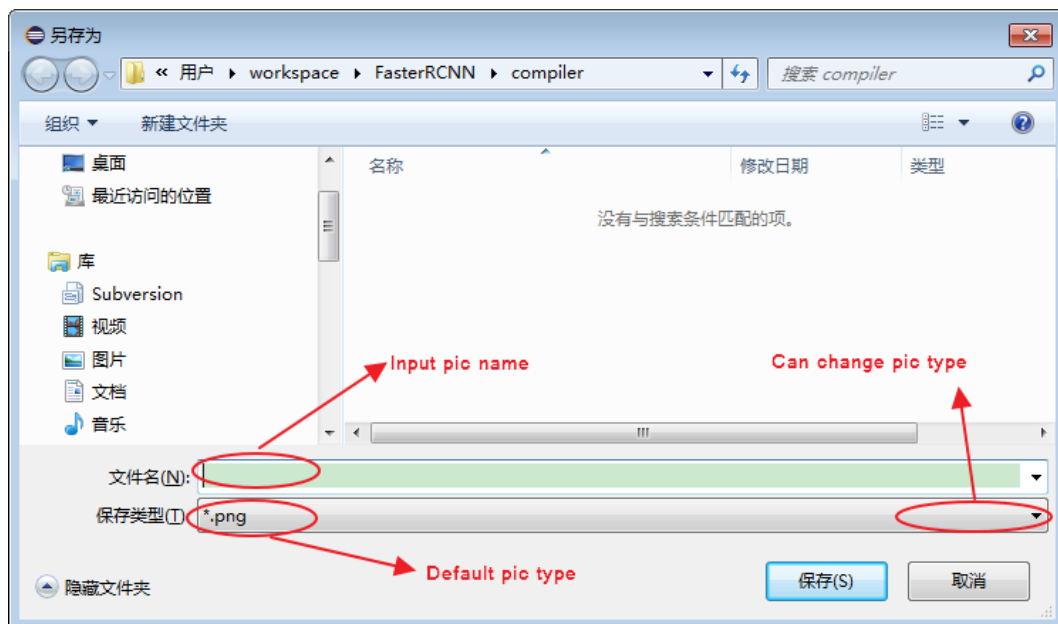 另存为
« 用户 ▸ workspace ▸ FasterRCNN ▸ compiler
搜索 compiler
组织 ▼ 新建文件夹
桌面
最近访问的位置
库
Subversion
视频
图片
文档
音乐
名称 修改日期 类型
没有与搜索条件匹配的项。
Input pic name
Can change pic type
文件名(N):
保存类型(T)
*.png
Default pic type
隐藏文件夹
保存(S)
取消